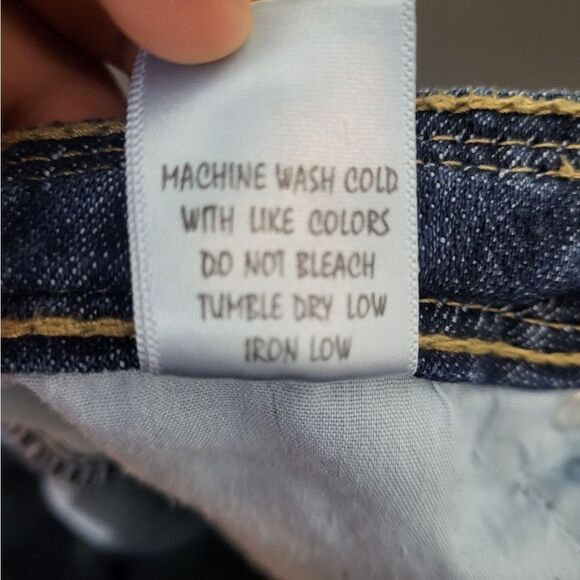 MACHINE WASH COLD
WITH LIKE COLORS
DO NOT BLEACH
TUMBLE DRY LOW
IRON LOW